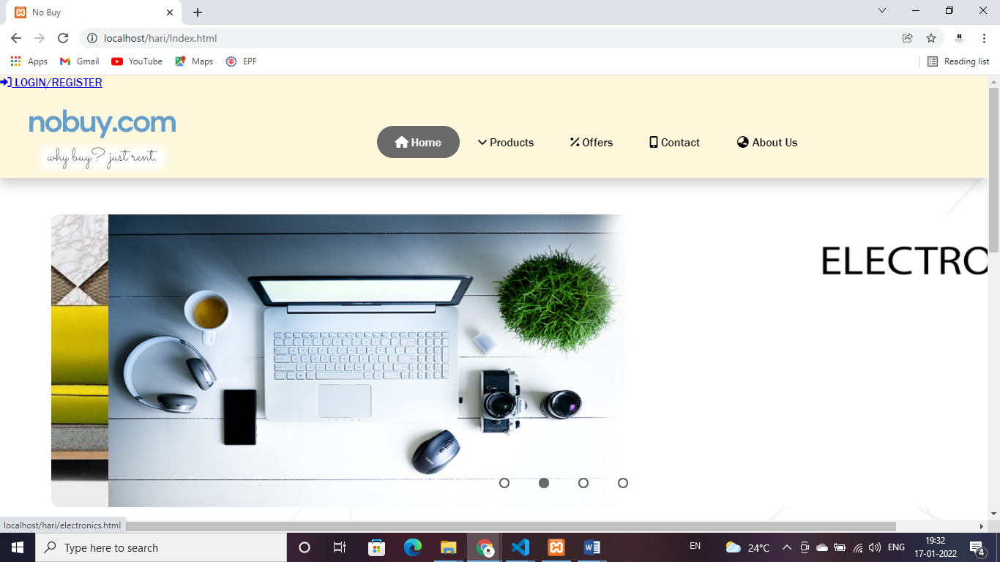 No Buy
localhost/hari/Index.html
Apps
Gmail
YouTube
Maps
EPF
Reading list
LOGIN/REGISTER
nobuy.com
why buy? just rent.
Home
Products
Offers
Contact
About Us
ELECTRO
localhost/hari/electronics.html
Type here to search
EN
24°C
ENG
19:32
17-01-2022
4